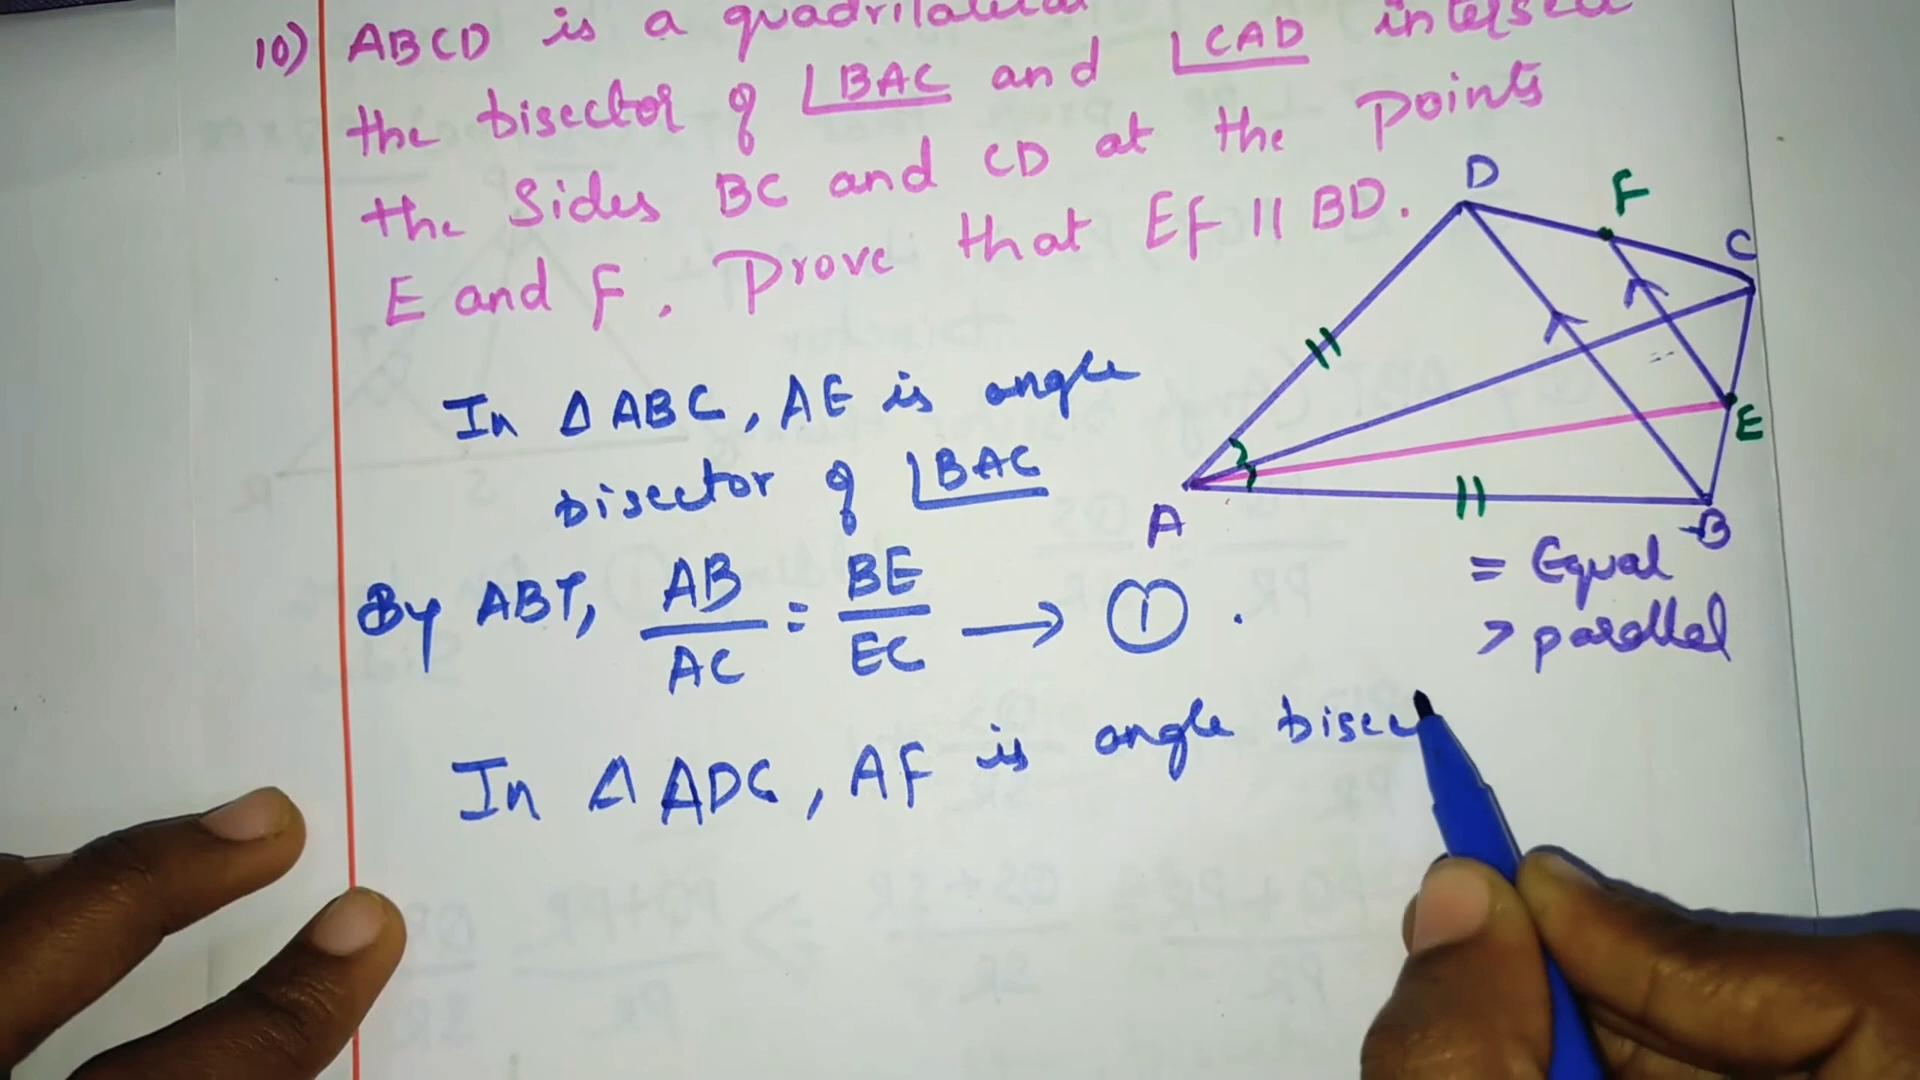 10) ABCD is a quadrilateral
the bisector of ∠BAC and ∠CAD intersect
the sides BC and CD at the points
E and F. Prove that EF || BD.
D
F
C
E
A
B
= Equal
> parallel
In Δ ABC, AE is angle
bisector of ∠BAC
By ABT, AB/AC = BE/EC → ①.
In Δ ADC, AF is angle bisec